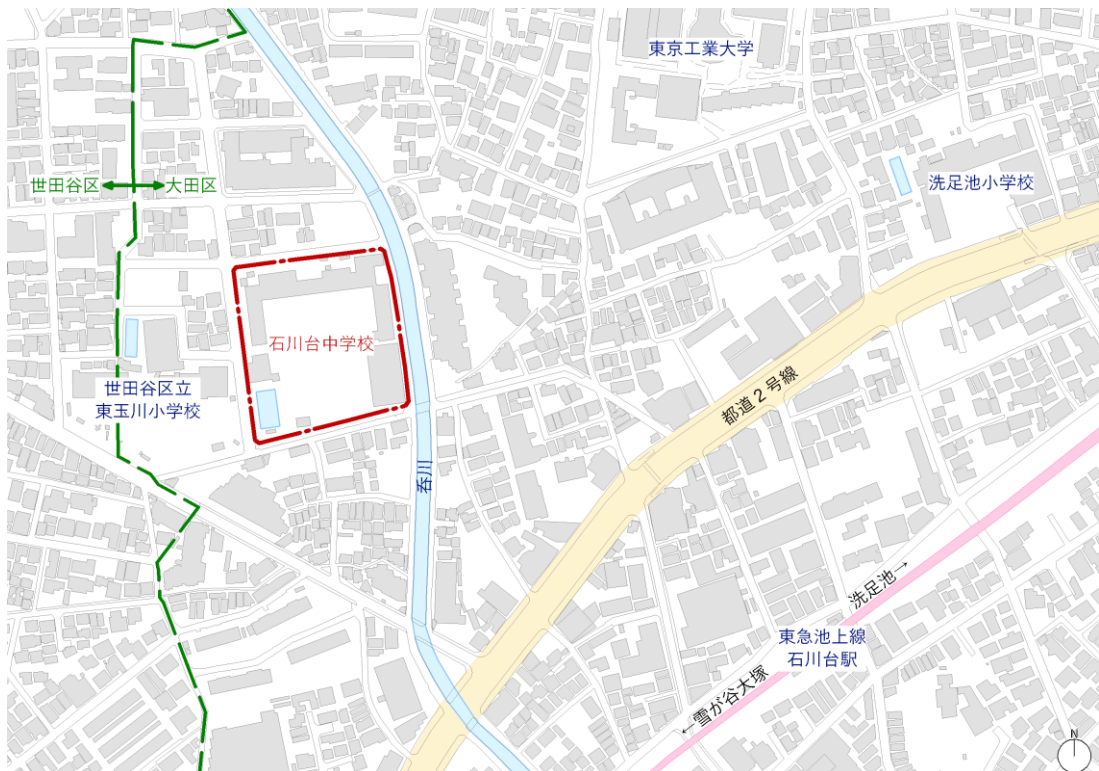 東京工業大学
世田谷区
大田区
洗足池小学校
石川台中学校
世田谷区立
東玉川小学校
都道2号線
呑川
洗足池→
東急池上線
石川台駅
←雪が谷大塚
N